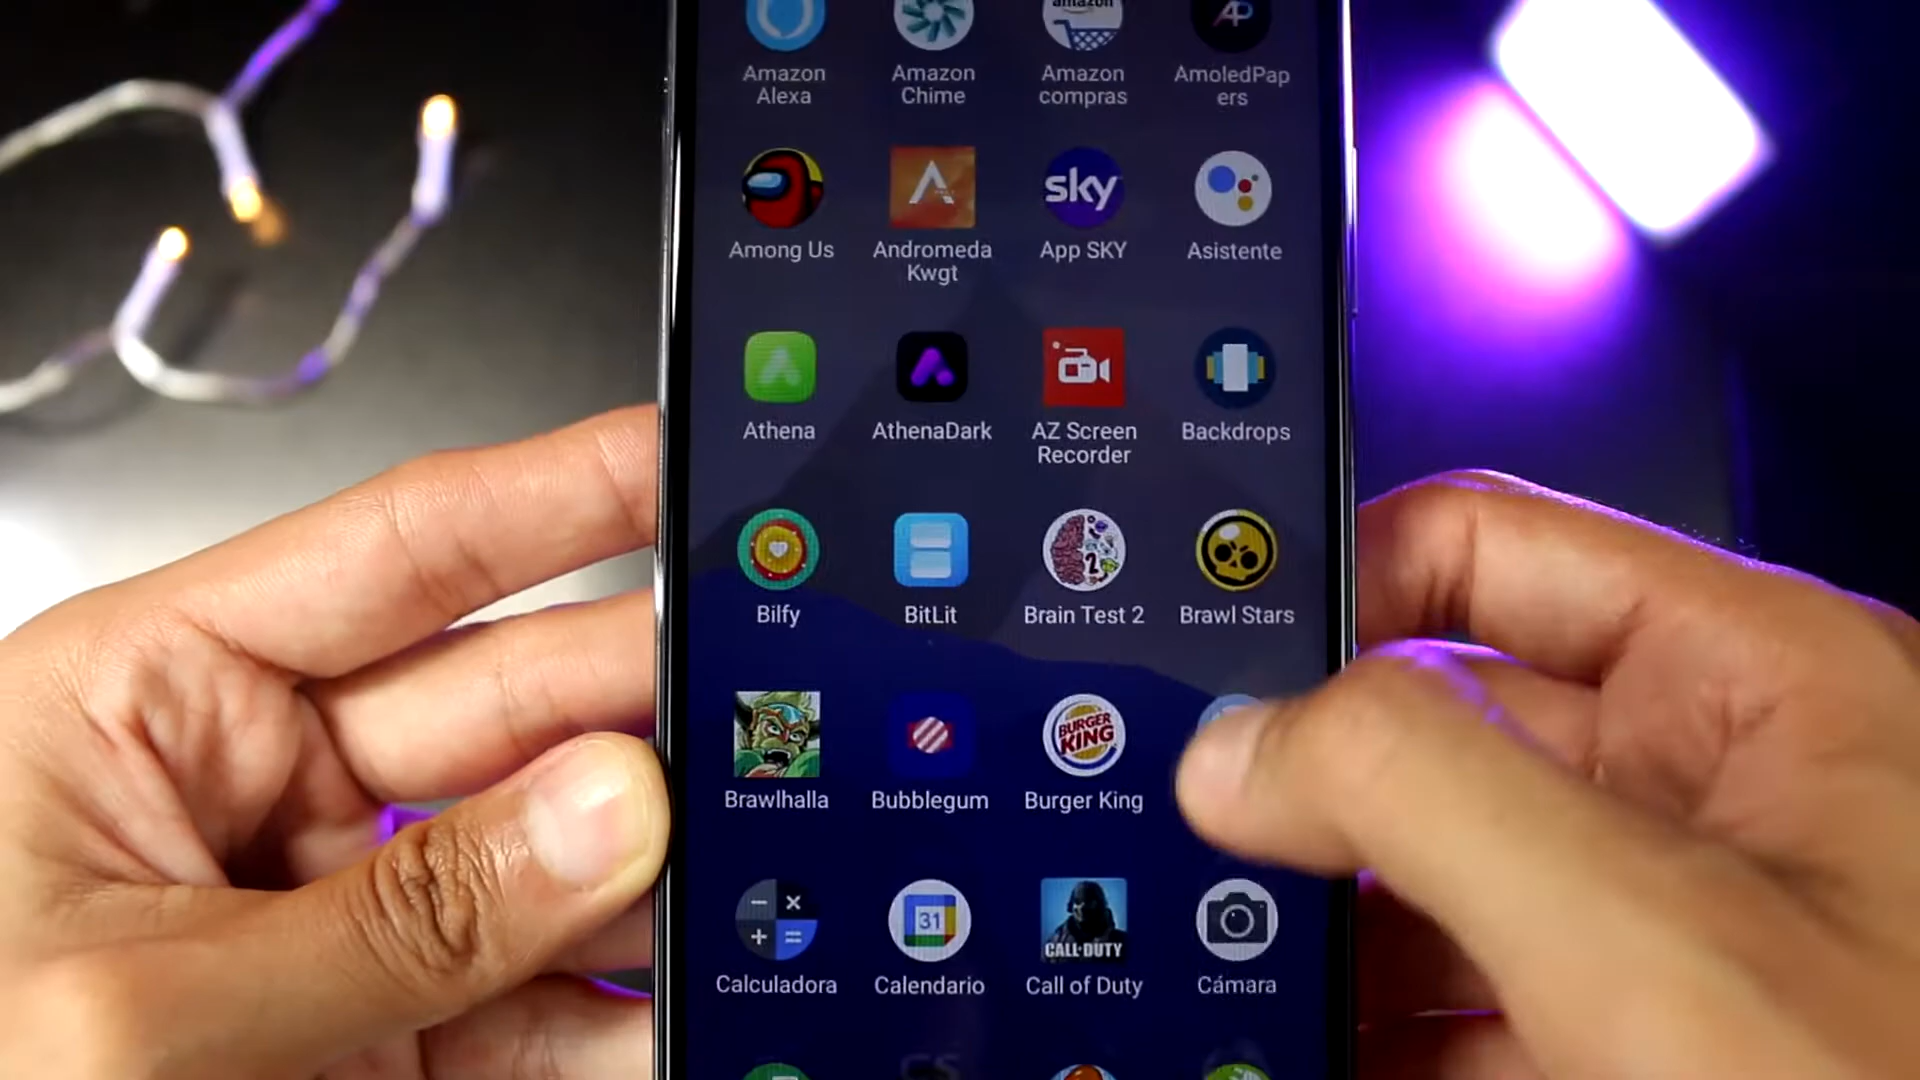 amazon
AP
Amazon
Alexa
Amazon
Chime
Amazon
compras
AmoledPap
ers
sky
Among Us
Andromeda
Kwgt
App SKY
Asistente
Athena
AthenaDark
AZ Screen
Recorder
Backdrops
2
Bilfy
BitLit
Brain Test 2
Brawl Stars
BURGER
KING
Brawlhalla
Bubblegum
Burger King
31
CALL·DUTY
Calculadora
Calendario
Call of Duty
Cámara